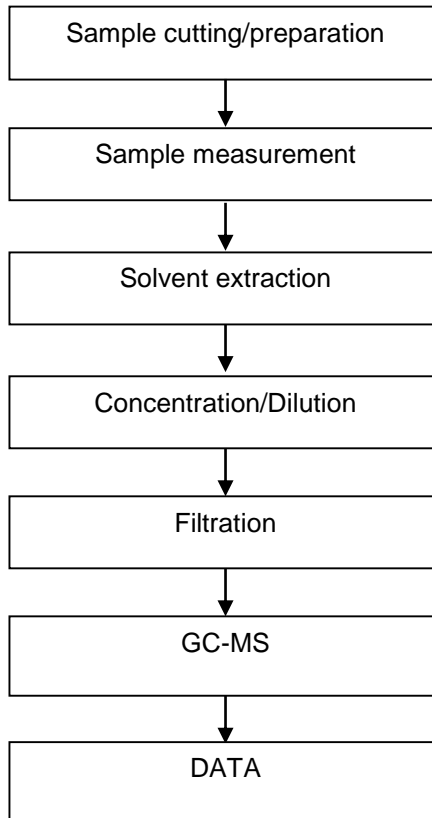 Sample cutting/preparation
Sample measurement
Solvent extraction
Concentration/Dilution
Filtration
GC-MS
DATA